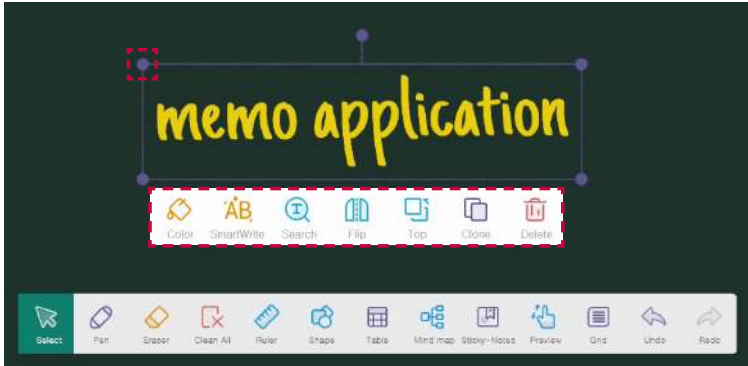 memo application
Color SmartWrite Search Flip Top Clone Delete
Select Pen Eraser Clean All Ruler Shape Table Mind map Sticky-Notes Preview Grid Undo Redo